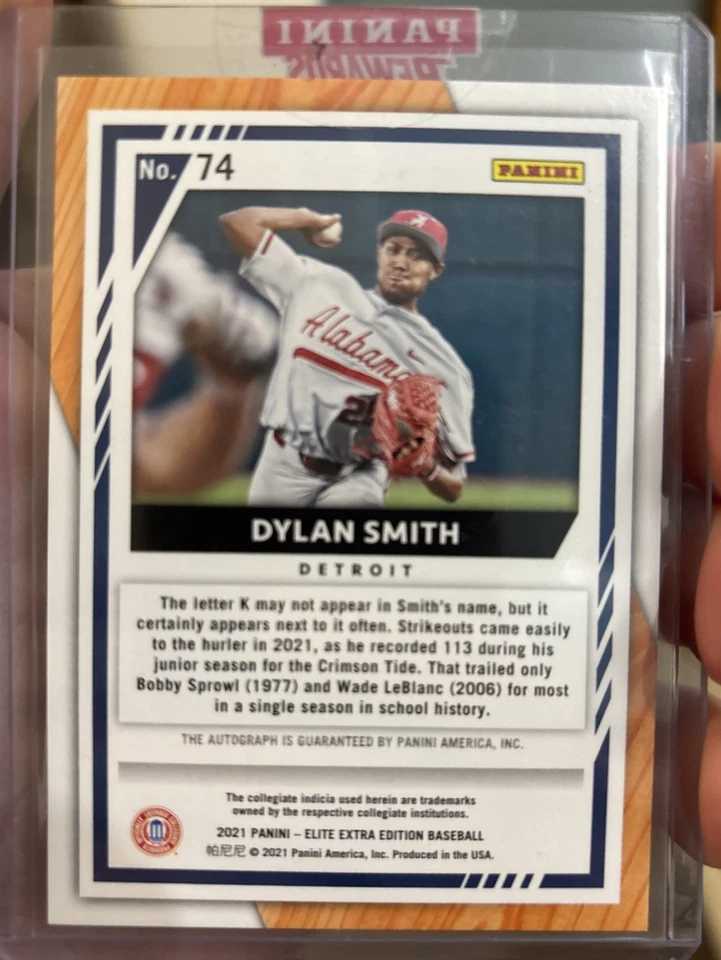 PANINI
REWARDS
No. 74
PANINI
A
Alabama
DYLAN SMITH
DETROIT
The letter K may not appear in Smith's name, but it
certainly appears next to it often. Strikeouts came easily
to the hurler in 2021, as he recorded 113 during his
junior season for the Crimson Tide. That trailed only
Bobby Sprowl (1977) and Wade LeBlanc (2006) for most
in a single season in school history.
THE AUTOGRAPH IS GUARANTEED BY PANINI AMERICA, INC.
The collegiate indicia used herein are trademarks
owned by the respective collegiate institutions.
2021 PANINI – ELITE EXTRA EDITION BASEBALL
帕尼尼 © 2021 Panini America, Inc. Produced in the USA.